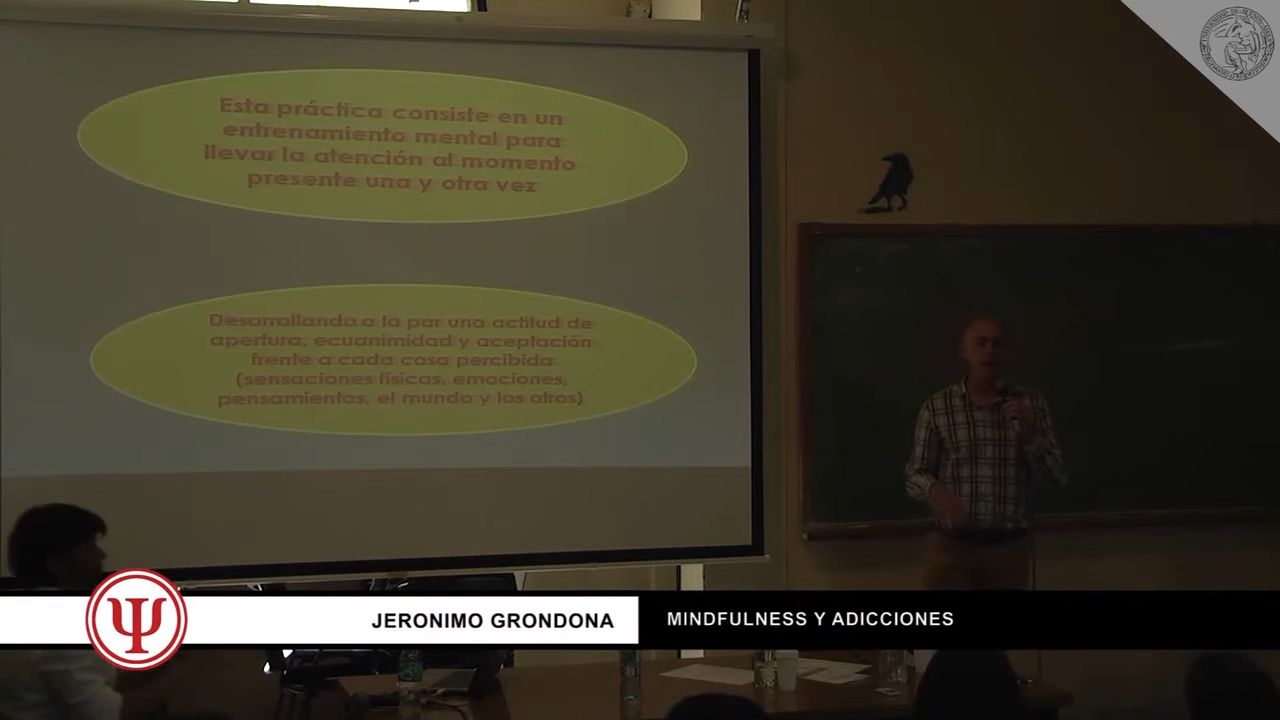 Esta práctica consiste en un
entrenamiento mental para
llevar la atención al momento
presente una y otra vez
Desarrollando a la par una actitud de
apertura, ecuanimidad y aceptación
frente a cada cosa percibida
(sensaciones físicas, emociones,
pensamientos, el mundo y los otros)
Ψ
JERONIMO GRONDONA
MINDFULNESS Y ADICCIONES